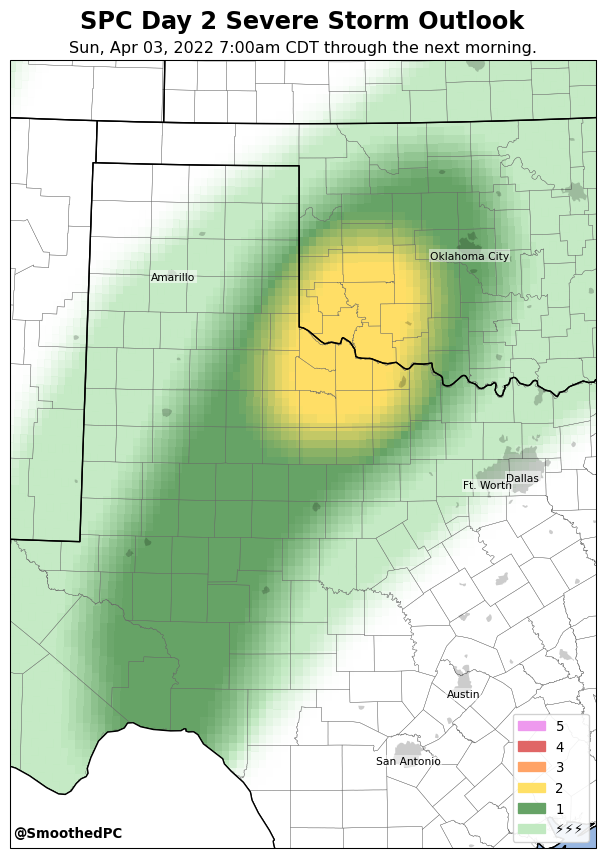 SPC Day 2 Severe Storm Outlook
Sun, Apr 03, 2022 7:00am CDT through the next morning.
Oklahoma City
Amarillo
Dallas
Ft. Worth
Austin
San Antonio
5
4
3
2
1
⚡⚡⚡
@SmoothedPC